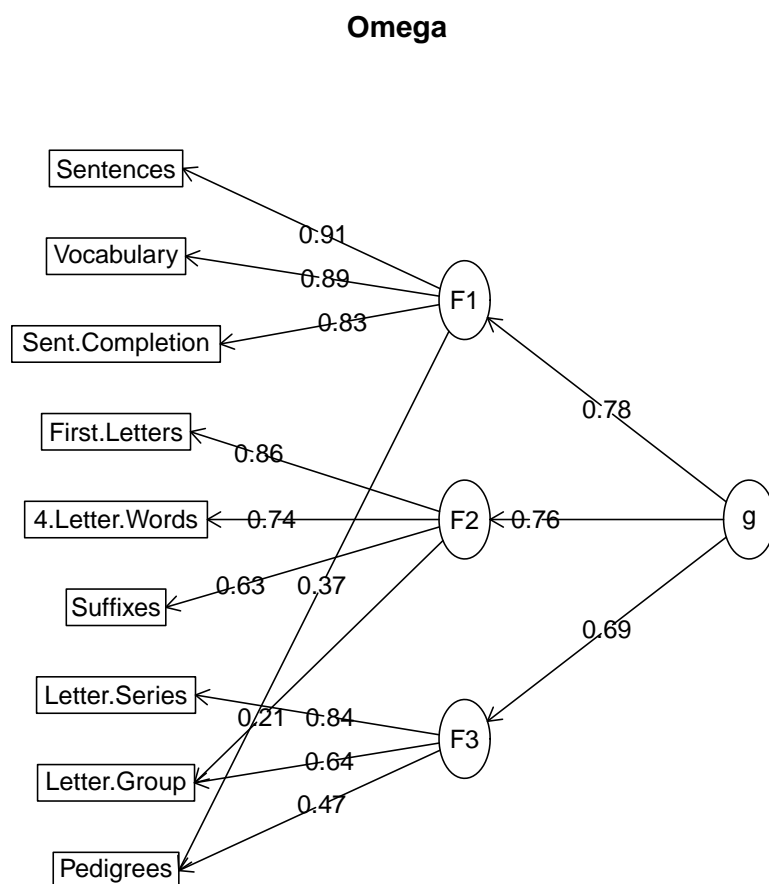 Omega
Sentences
0.91
Vocabulary
0.89
F1
Sent.Completion
0.83
0.78
First.Letters
0.86
4.Letter.Words
0.74
F2
0.76
g
Suffixes
0.63
0.37
0.69
Letter.Series
0.21
0.84
F3
Letter.Group
0.64
0.47
Pedigrees